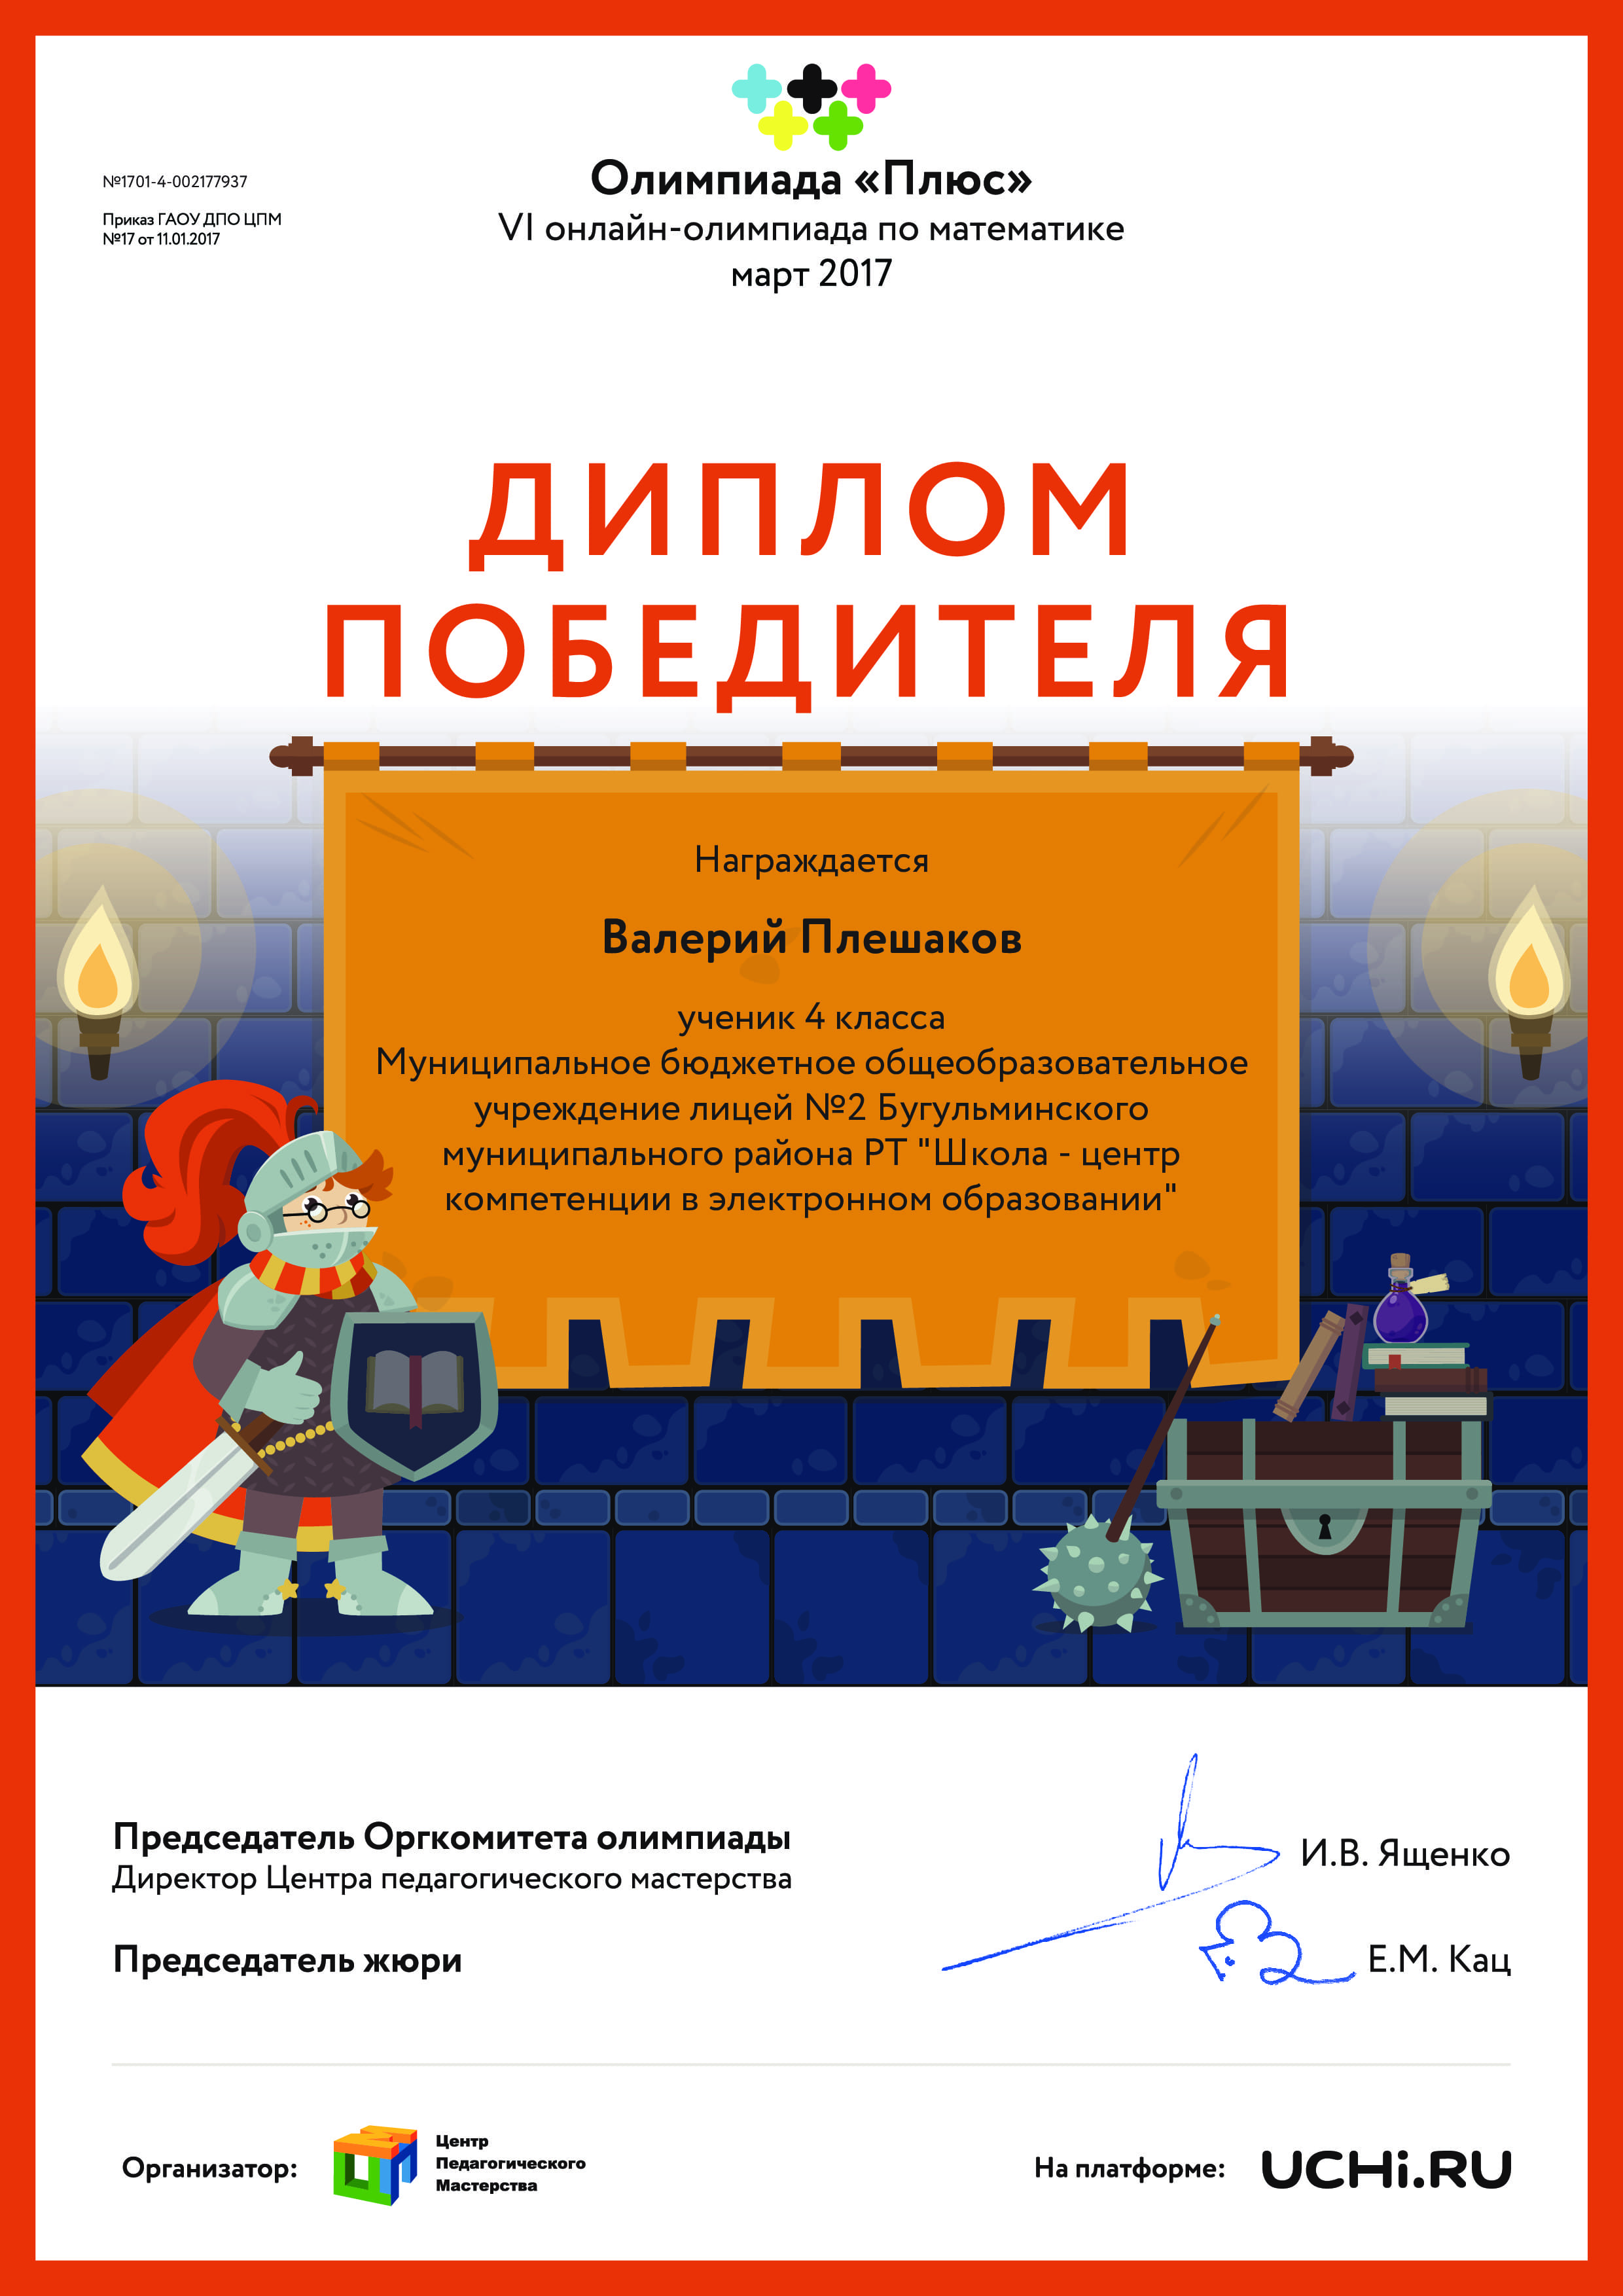 №1701-4-002177937
Приказ ГАОУ ДПО ЦПМ
№17 от 11.01.2017
Олимпиада «Плюс»
VI онлайн-олимпиада по математике
март 2017
ДИПЛОМ
ПОБЕДИТЕЛЯ
Награждается
Валерий Плешаков
ученик 4 класса
Муниципальное бюджетное общеобразовательное
учреждение лицей №2 Бугульминского
муниципального района РТ "Школа - центр
компетенции в электронном образовании"
Председатель Оргкомитета олимпиады
Директор Центра педагогического мастерства
И.В. Ященко
Председатель жюри
Е.М. Кац
Организатор:
Центр
Педагогического
Мастерства
На платформе:
UCHi.RU